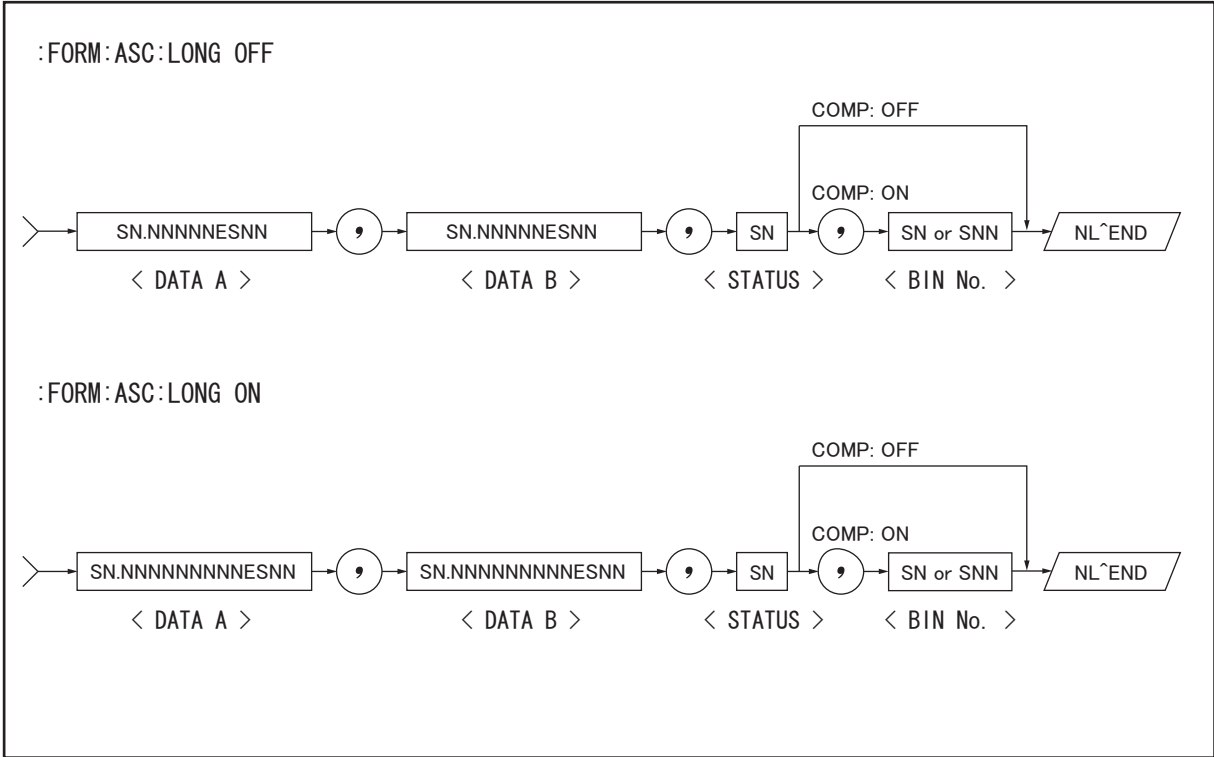 :FORM:ASC:LONG OFF
COMP: OFF
COMP: ON
SN.NNNNNESNN , SN.NNNNNESNN , SN , SN or SNN NL^END
< DATA A > < DATA B > < STATUS > < BIN No. >
:FORM:ASC:LONG ON
COMP: OFF
COMP: ON
SN.NNNNNNNNNESNN , SN.NNNNNNNNNESNN , SN , SN or SNN NL^END
< DATA A > < DATA B > < STATUS > < BIN No. >